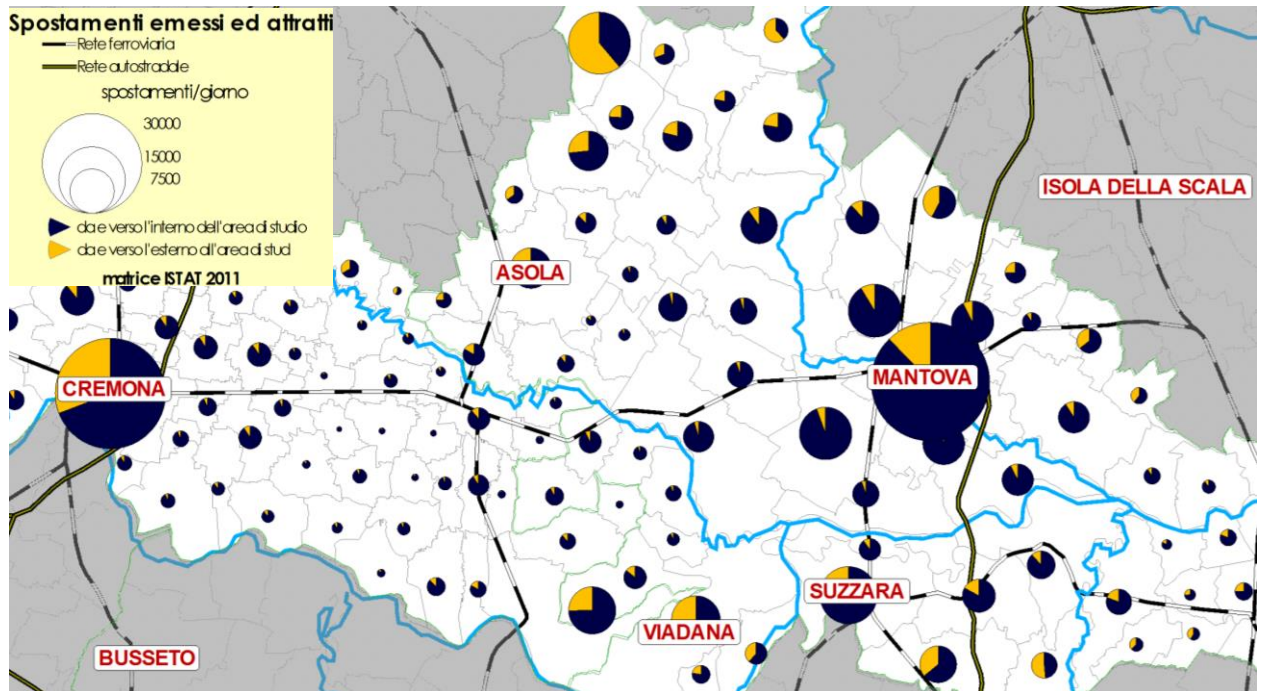 Spostamenti emessi ed attratti
Rete ferroviaria
Rete autostradale
spostamenti/giorno
30000
15000
7500
da e verso l'interno dell'area di studio
da e verso l'esterno all'area di stud
matrice ISTAT 2011
ISOLA DELLA SCALA
ASOLA
CREMONA
MANTOVA
SUZZARA
VIADANA
BUSSETO